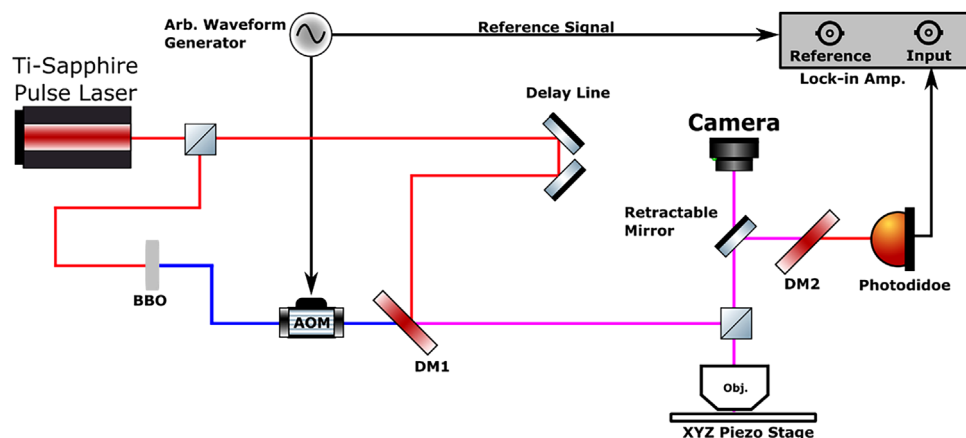 Arb. Waveform
Generator
Reference Signal
Reference
Input
Lock-in Amp.
Ti-Sapphire
Pulse Laser
Delay Line
Camera
Retractable
Mirror
BBO
AOM
DM1
DM2
Photodidoe
Obj.
XYZ Piezo Stage